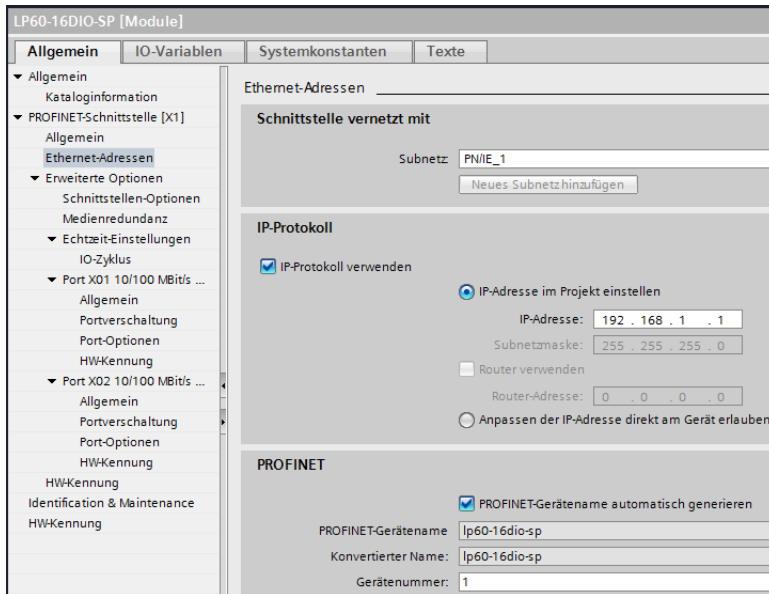 LP60-16DIO-SP [Module]
Allgemein IO-Variablen Systemkonstanten Texte
Allgemein
Kataloginformation
PROFINET-Schnittstelle [X1]
Allgemein
Ethernet-Adressen
Erweiterte Optionen
Schnittstellen-Optionen
Medienredundanz
Echtzeit-Einstellungen
IO-Zyklus
Port X01 10/100 MBit/s ...
Allgemein
Portverschaltung
Port-Optionen
HW-Kennung
Port X02 10/100 MBit/s ...
Allgemein
Portverschaltung
Port-Optionen
HW-Kennung
HW-Kennung
Identification & Maintenance
HW-Kennung
Ethernet-Adressen
Schnittstelle vernetzt mit
Subnetz: PN/IE_1
Neues Subnetz hinzufügen
IP-Protokoll
IP-Protokoll verwenden
IP-Adresse im Projekt einstellen
IP-Adresse: 192 . 168 . 1 . 1
Subnetzmaske: 255 . 255 . 255 . 0
Router verwenden
Router-Adresse: 0 . 0 . 0 . 0
Anpassen der IP-Adresse direkt am Gerät erlauben
PROFINET
PROFINET-Gerätename automatisch generieren
PROFINET-Gerätename lp60-16dio-sp
Konvertierter Name: lp60-16dio-sp
Gerätenummer: 1